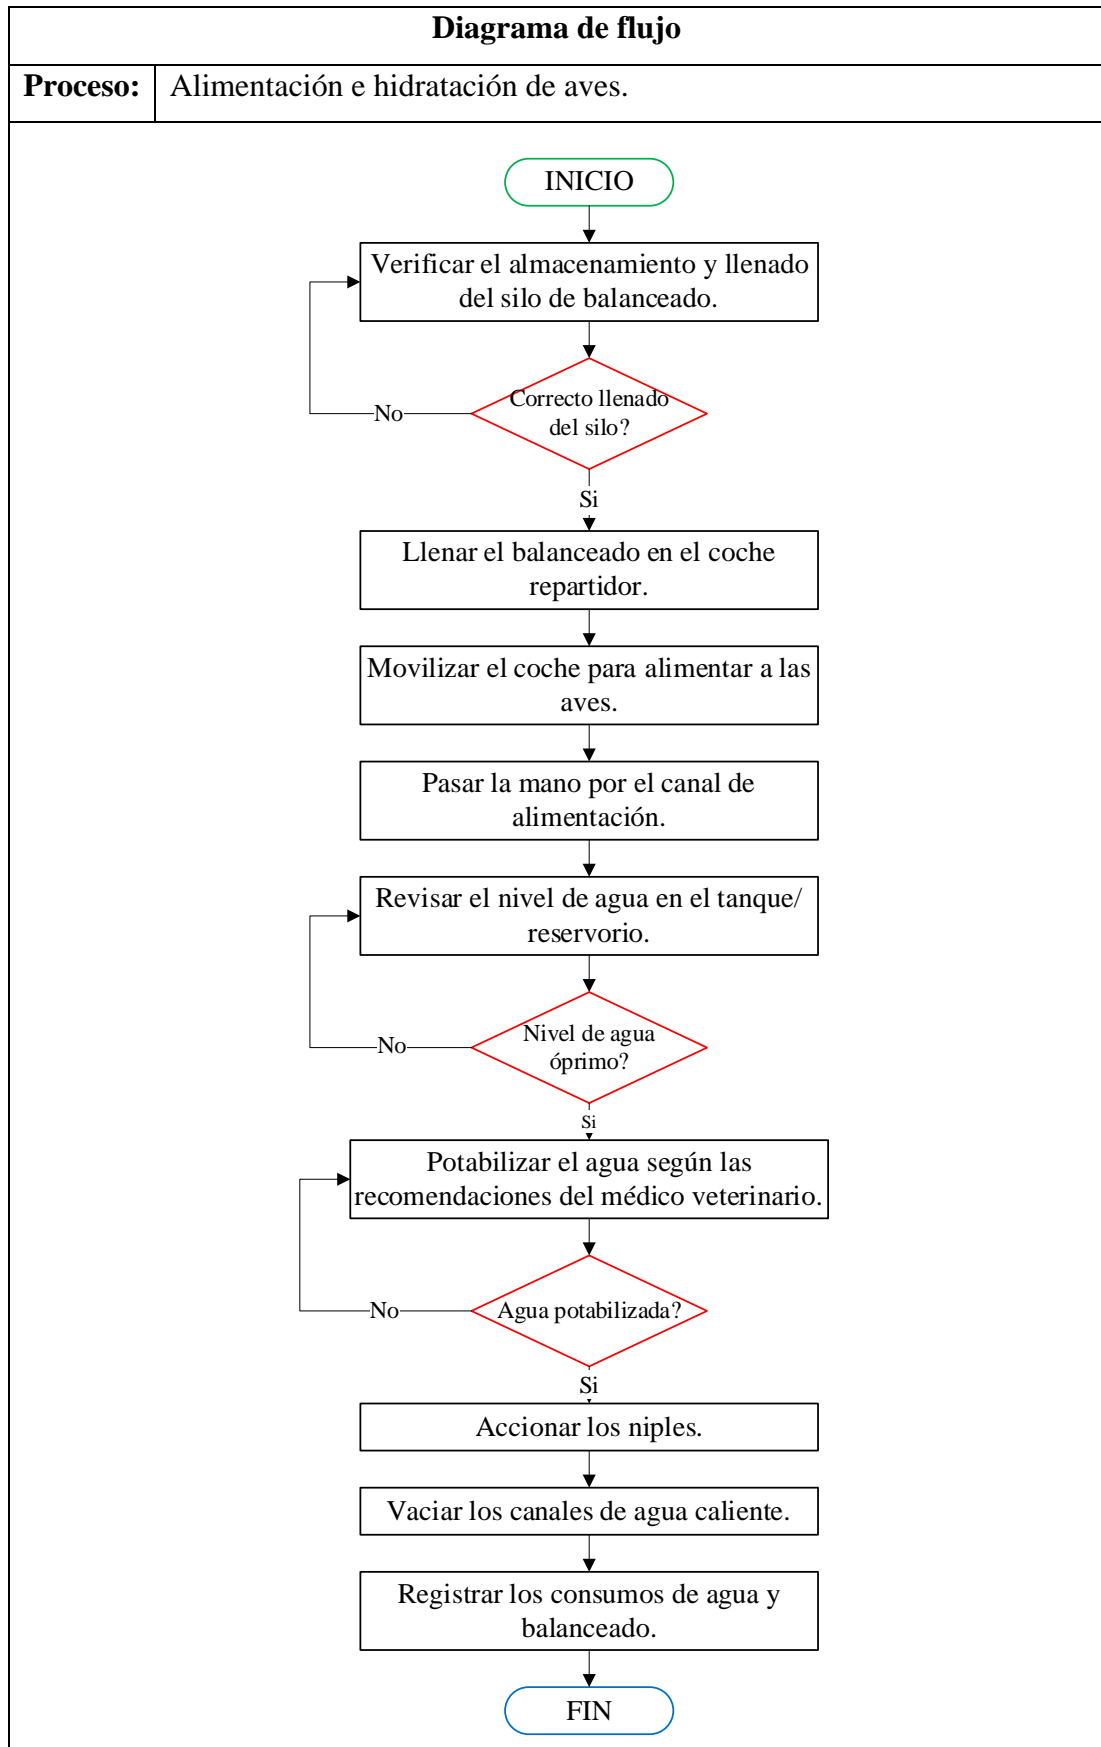 Diagrama de flujo
Proceso:
Alimentación e hidratación de aves.
INICIO
Verificar el almacenamiento y llenado
del silo de balanceado.
Correcto llenado
del silo?
No
Si
Llenar el balanceado en el coche
repartidor.
Movilizar el coche para alimentar a las
aves.
Pasar la mano por el canal de
alimentación.
Revisar el nivel de agua en el tanque/
reservorio.
Nivel de agua
óprimo?
No
Si
Potabilizar el agua según las
recomendaciones del médico veterinario.
Agua potabilizada?
No
Si
Accionar los niples.
Vaciar los canales de agua caliente.
Registrar los consumos de agua y
balanceado.
FIN